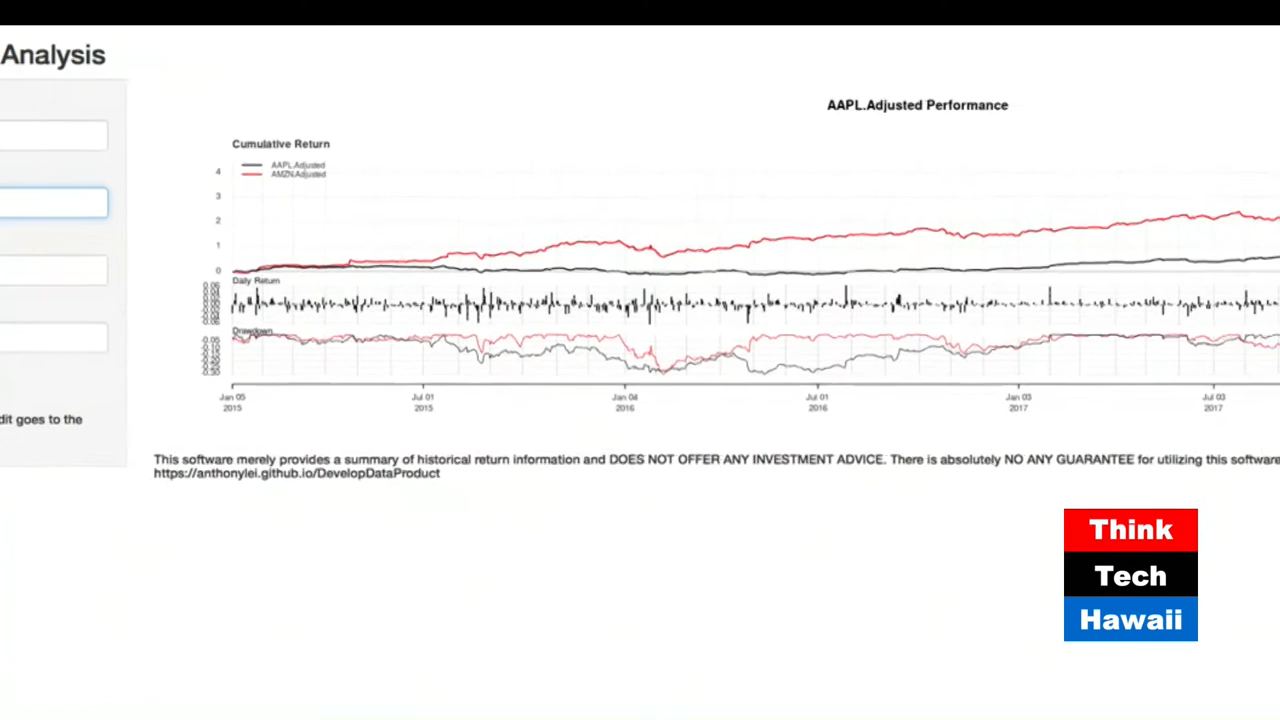 Analysis
AAPL.Adjusted Performance
Cumulative Return
AAPL.Adjusted
AMZN.Adjusted
4
3
2
1
0
Daily Return
Drawdown
Jan 05
2015
Jul 01
2015
Jan 04
2016
Jul 01
2016
Jan 03
2017
Jul 03
2017
dit goes to the
This software merely provides a summary of historical return information and DOES NOT OFFER ANY INVESTMENT ADVICE. There is absolutely NO ANY GUARANTEE for utilizing this software
https://anthonylei.github.io/DevelopDataProduct
Think
Tech
Hawaii